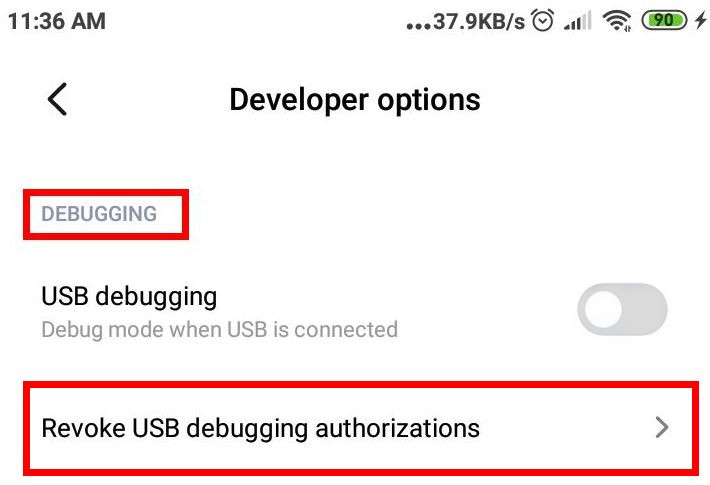 11:36 AM ...37.9KB/s 90
Developer options
DEBUGGING
USB debugging
Debug mode when USB is connected
Revoke USB debugging authorizations